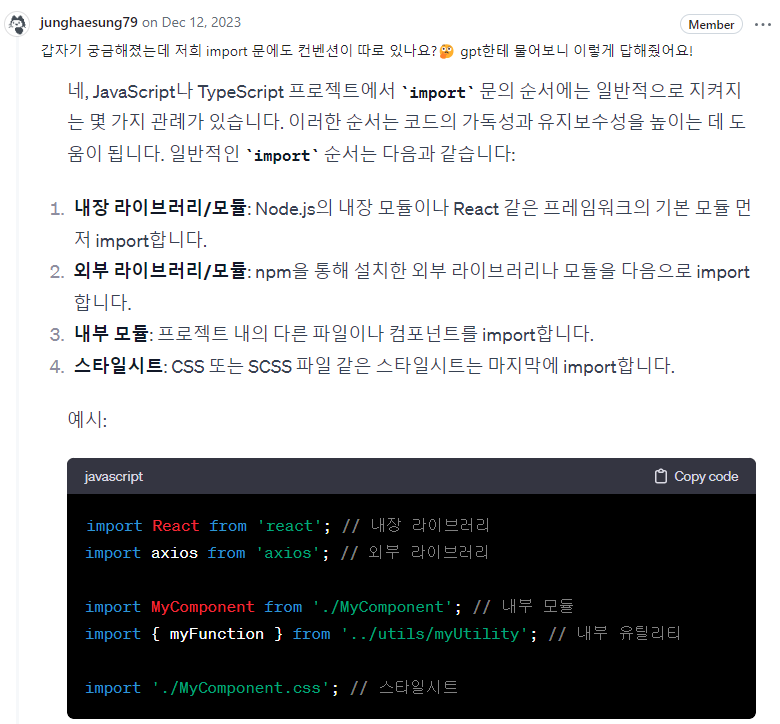 junghaesung79 on Dec 12, 2023 Member ...
갑자기 궁금해졌는데 저희 import 문에도 컨벤션이 따로 있나요?🤔 gpt한테 물어보니 이렇게 답해줬어요!
네, JavaScript나 TypeScript 프로젝트에서 `import` 문의 순서에는 일반적으로 지켜지
는 몇 가지 관례가 있습니다. 이러한 순서는 코드의 가독성과 유지보수성을 높이는 데 도
움이 됩니다. 일반적인 `import` 순서는 다음과 같습니다:
1. 내장 라이브러리/모듈: Node.js의 내장 모듈이나 React 같은 프레임워크의 기본 모듈 먼
저 import합니다.
2. 외부 라이브러리/모듈: npm을 통해 설치한 외부 라이브러리나 모듈을 다음으로 import
합니다.
3. 내부 모듈: 프로젝트 내의 다른 파일이나 컴포넌트를 import합니다.
4. 스타일시트: CSS 또는 SCSS 파일 같은 스타일시트는 마지막에 import합니다.
예시:
javascript Copy code
import React from 'react'; // 내장 라이브러리
import axios from 'axios'; // 외부 라이브러리
import MyComponent from './MyComponent'; // 내부 모듈
import { myFunction } from '../utils/myUtility'; // 내부 유틸리티
import './MyComponent.css'; // 스타일시트